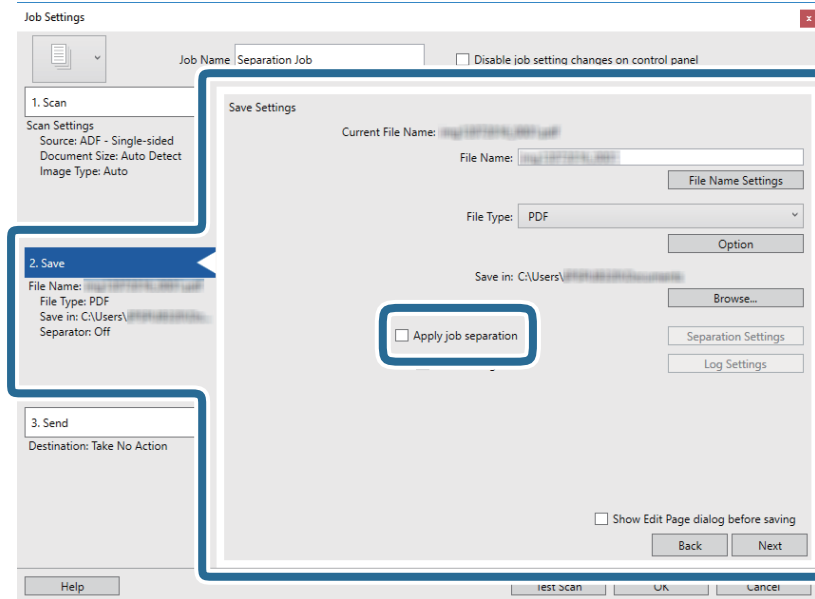 Job Settings
x
Job Name Separation Job
Disable job setting changes on control panel
1. Scan
Scan Settings
Source: ADF - Single-sided
Document Size: Auto Detect
Image Type: Auto
2. Save
File Name:
File Type: PDF
Save in: C:\Users\
Separator: Off
3. Send
Destination: Take No Action
Save Settings
Current File Name:
File Name:
File Name Settings
File Type: PDF
Option
Save in: C:\Users\
Browse...
Apply job separation
Separation Settings
Log Settings
Show Edit Page dialog before saving
Back Next
Help Test Scan OK Cancel